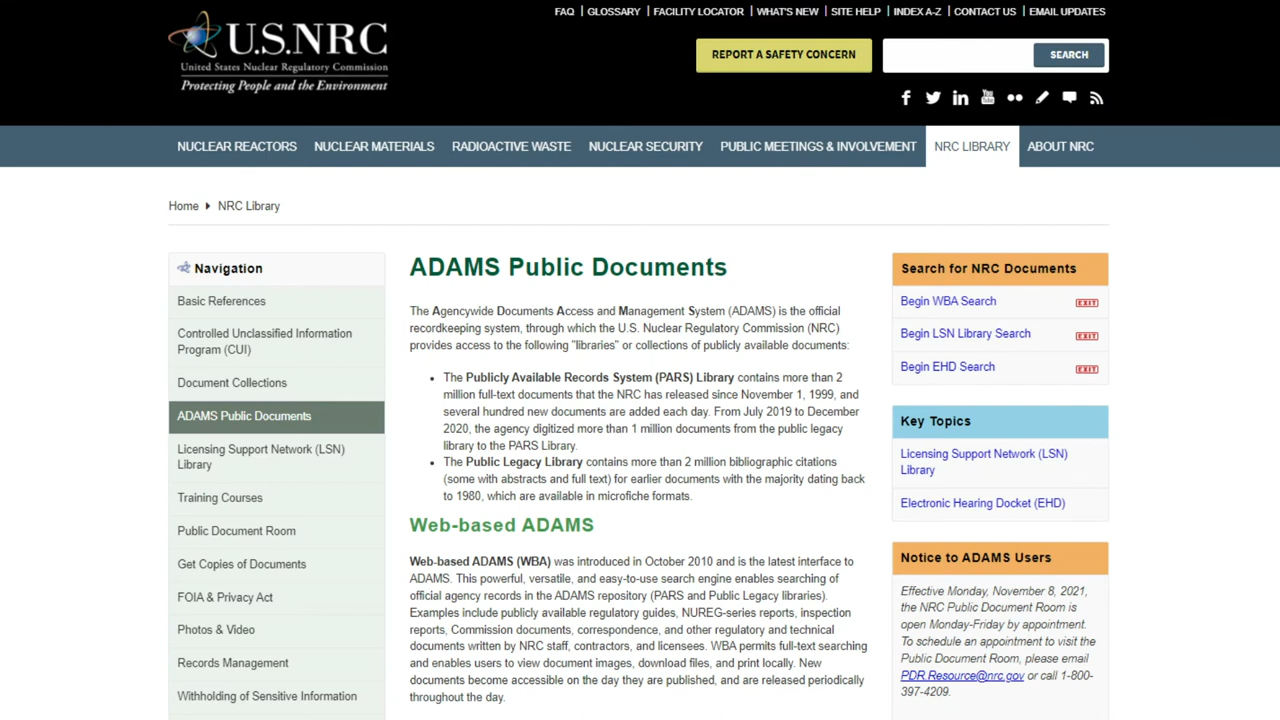 FAQ | GLOSSARY | FACILITY LOCATOR | WHAT'S NEW | SITE HELP | INDEX A-Z | CONTACT US | EMAIL UPDATES
U.S.NRC
United States Nuclear Regulatory Commission
Protecting People and the Environment
REPORT A SAFETY CONCERN
SEARCH
You Tube
NUCLEAR REACTORS NUCLEAR MATERIALS RADIOACTIVE WASTE NUCLEAR SECURITY PUBLIC MEETINGS & INVOLVEMENT NRC LIBRARY ABOUT NRC
Home NRC Library
Navigation
Basic References
Controlled Unclassified Information
Program (CUI)
Document Collections
ADAMS Public Documents
Licensing Support Network (LSN)
Library
Training Courses
Public Document Room
Get Copies of Documents
FOIA & Privacy Act
Photos & Video
Records Management
Withholding of Sensitive Information
ADAMS Public Documents
The Agencywide Documents Access and Management System (ADAMS) is the official
recordkeeping system, through which the U.S. Nuclear Regulatory Commission (NRC)
provides access to the following "libraries" or collections of publicly available documents:
• The Publicly Available Records System (PARS) Library contains more than 2
million full-text documents that the NRC has released since November 1, 1999, and
several hundred new documents are added each day. From July 2019 to December
2020, the agency digitized more than 1 million documents from the public legacy
library to the PARS Library.
• The Public Legacy Library contains more than 2 million bibliographic citations
(some with abstracts and full text) for earlier documents with the majority dating back
to 1980, which are available in microfiche formats.
Web-based ADAMS
Web-based ADAMS (WBA) was introduced in October 2010 and is the latest interface to
ADAMS. This powerful, versatile, and easy-to-use search engine enables searching of
official agency records in the ADAMS repository (PARS and Public Legacy libraries).
Examples include publicly available regulatory guides, NUREG-series reports, inspection
reports, Commission documents, correspondence, and other regulatory and technical
documents written by NRC staff, contractors, and licensees. WBA permits full-text searching
and enables users to view document images, download files, and print locally. New
documents become accessible on the day they are published, and are released periodically
throughout the day.
Search for NRC Documents
Begin WBA Search EXIT
Begin LSN Library Search EXIT
Begin EHD Search EXIT
Key Topics
Licensing Support Network (LSN)
Library
Electronic Hearing Docket (EHD)
Notice to ADAMS Users
Effective Monday, November 8, 2021,
the NRC Public Document Room is
open Monday-Friday by appointment.
To schedule an appointment to visit the
Public Document Room, please email
PDR.Resource@nrc.gov or call 1-800-
397-4209.